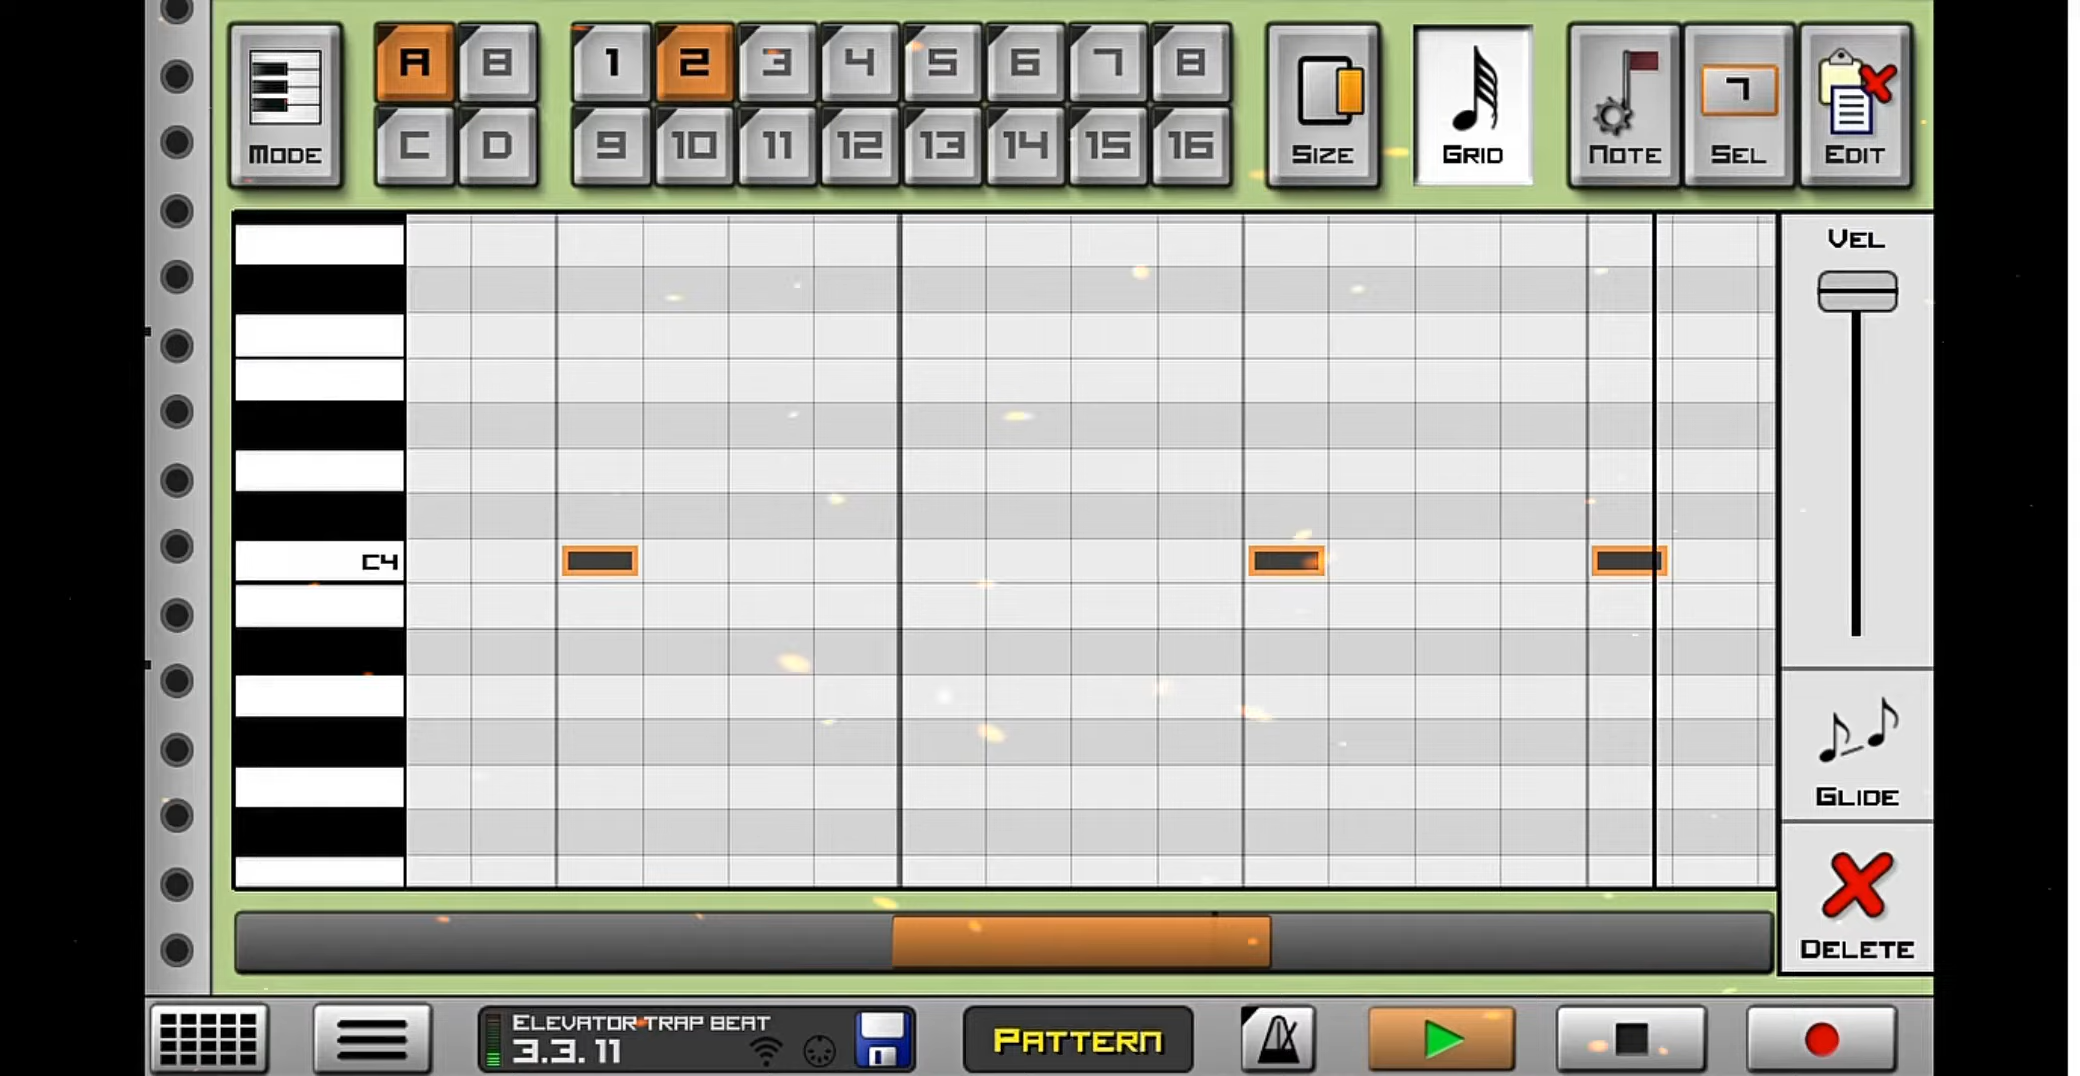 MODE
A B
C D
1 2 3 4 5 6 7 8
9 10 11 12 13 14 15 16
SIZE
GRID
NOTE
7
SEL
EDIT
VEL
C4
GLIDE
DELETE
ELEVATOR TRAP BEAT
3.3.11
PATTERN